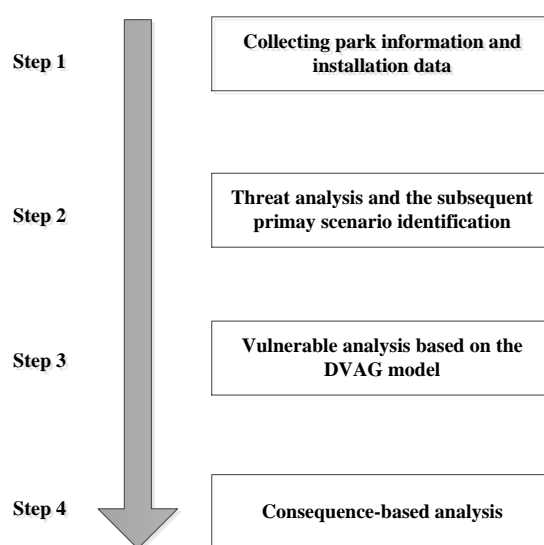 Step 1
Collecting park information and
installation data
Step 2
Threat analysis and the subsequent
primay scenario identification
Step 3
Vulnerable analysis based on the
DVAG model
Step 4
Consequence-based analysis